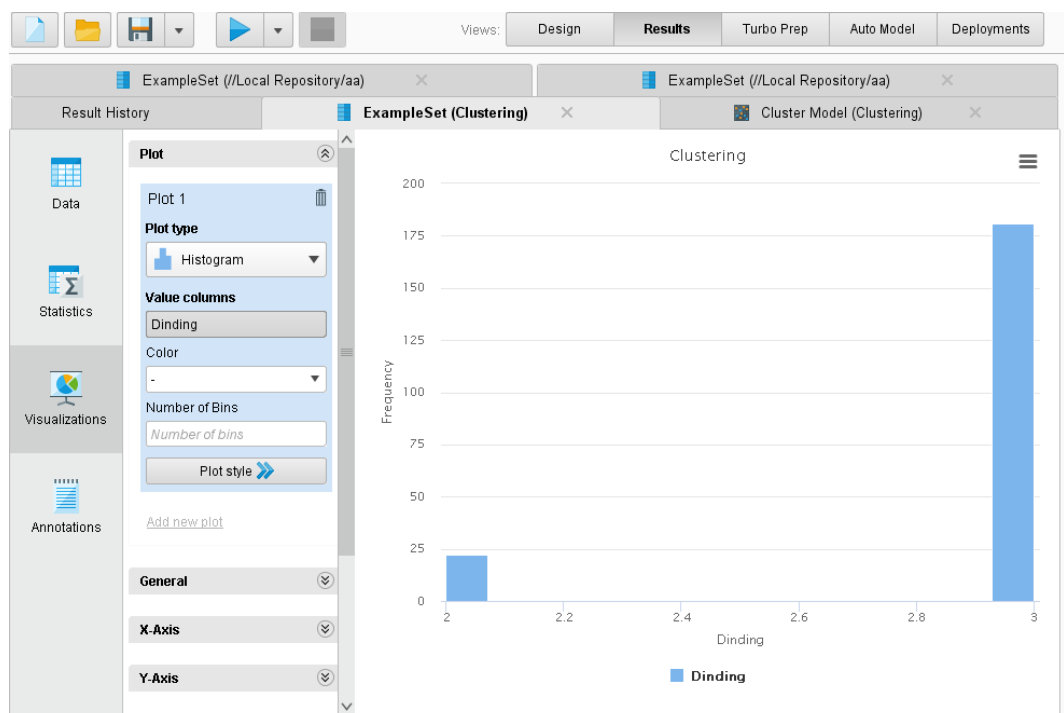 Views: Design Results Turbo Prep Auto Model Deployments
ExampleSet (//Local Repository/aa) ExampleSet (//Local Repository/aa)
Result History ExampleSet (Clustering) Cluster Model (Clustering)
Data
Statistics
Visualizations
Annotations
Plot
Plot 1
Plot type
Histogram
Value columns
Dinding
Color
-
Number of Bins
Number of bins
Plot style
Add new plot
General
X-Axis
Y-Axis
Clustering
200
175
150
125
100
75
50
25
0
Frequency
2 2.2 2.4 2.6 2.8 3
Dinding
Dinding